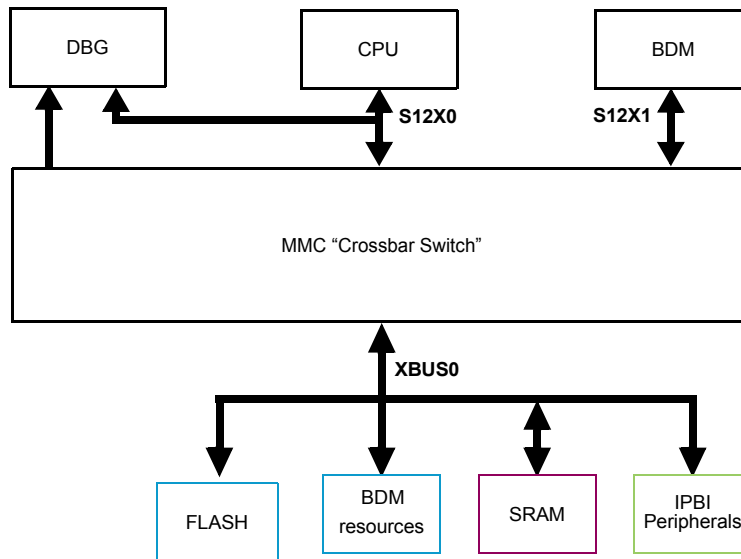 DBG
CPU
BDM
S12X0
S12X1
MMC “Crossbar Switch”
XBUS0
FLASH
BDM
resources
SRAM
IPBI
Peripherals